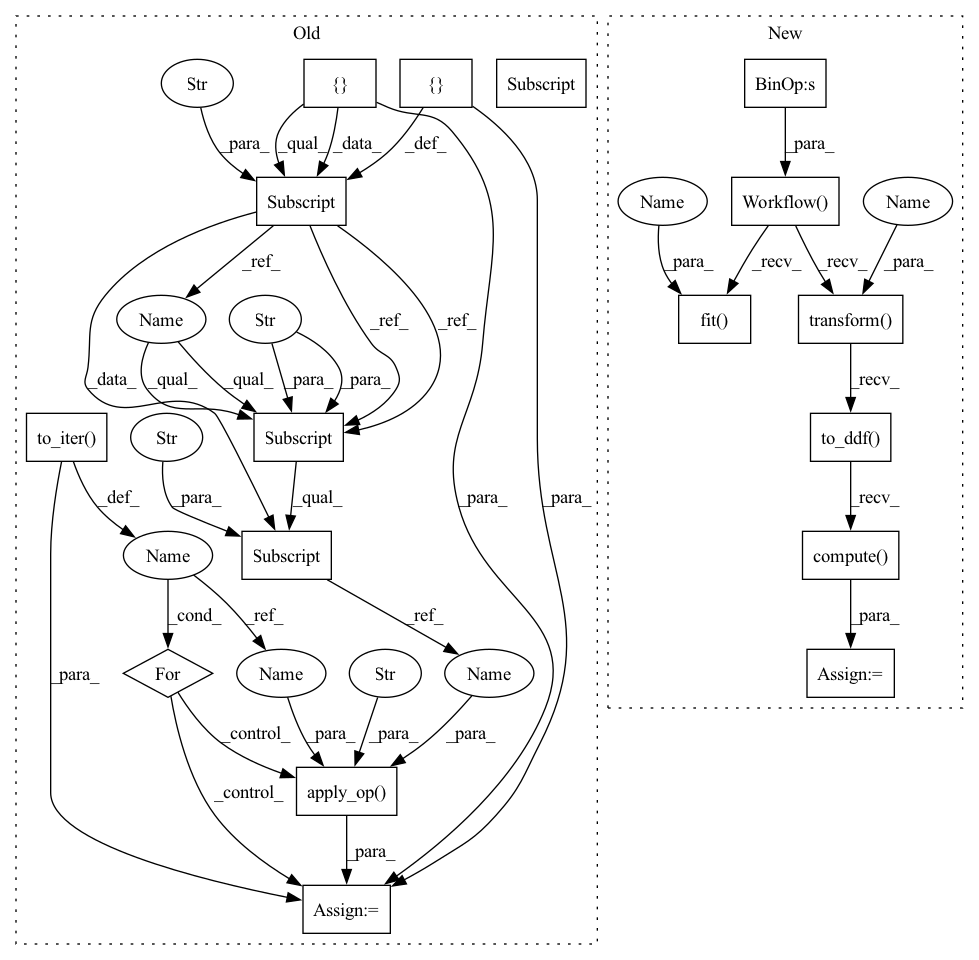 Old
New
Str
{}
{}
Subscript
BinOp:s
_para_
_qual_
_data_
_def_
_para_
Subscript
Name
Workflow()
Name
_ref_
_para_
_recv_
_recv_
_para_
Name
Str
_ref_
_ref_
fit()
transform()
_data_
_qual_
_qual_
_para_
_para_
_recv_
to_iter()
Str
Subscript
to_ddf()
_def_
_para_
_qual_
_para_
_para_
_recv_
Name
Subscript
compute()
_cond_
_ref_
_ref_
_para_
_para_
For
Name
Str
Name
Assign:=
_control_
_para_
_para_
_para_
_control_
apply_op()
_para_
Assign:=